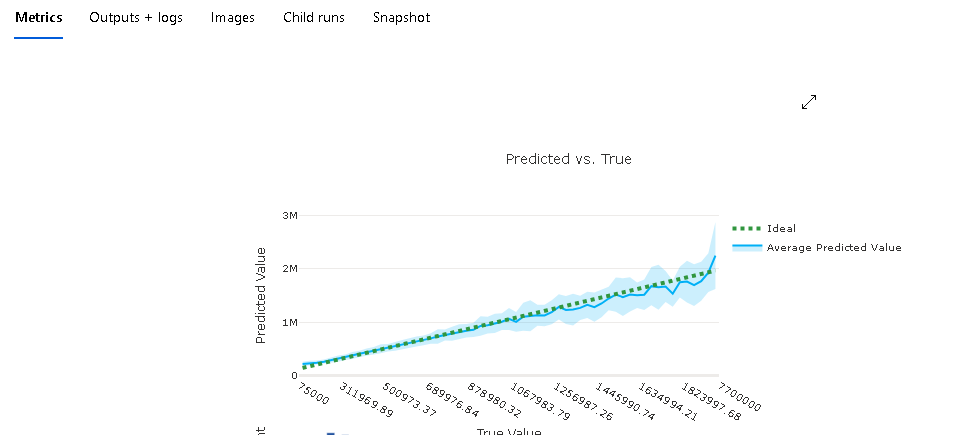 Metrics Outputs + logs Images Child runs Snapshot
Predicted vs. True
3M
2M
1M
0
Predicted Value
Ideal
Average Predicted Value
75000
311969.89
500973.37
689976.84
878980.32
1067983.79
1256987.26
1445990.74
1634994.21
1823997.68
7700000
True Value